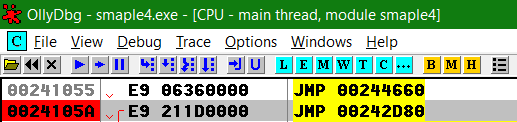 OllyDbg - smaple4.exe - [CPU - main thread, module smaple4]
C File View Debug Trace Options Windows Help
L E M W T C ... B M H
00241055 E9 06360000 JMP 00244660
0024105A E9 211D0000 JMP 00242D80